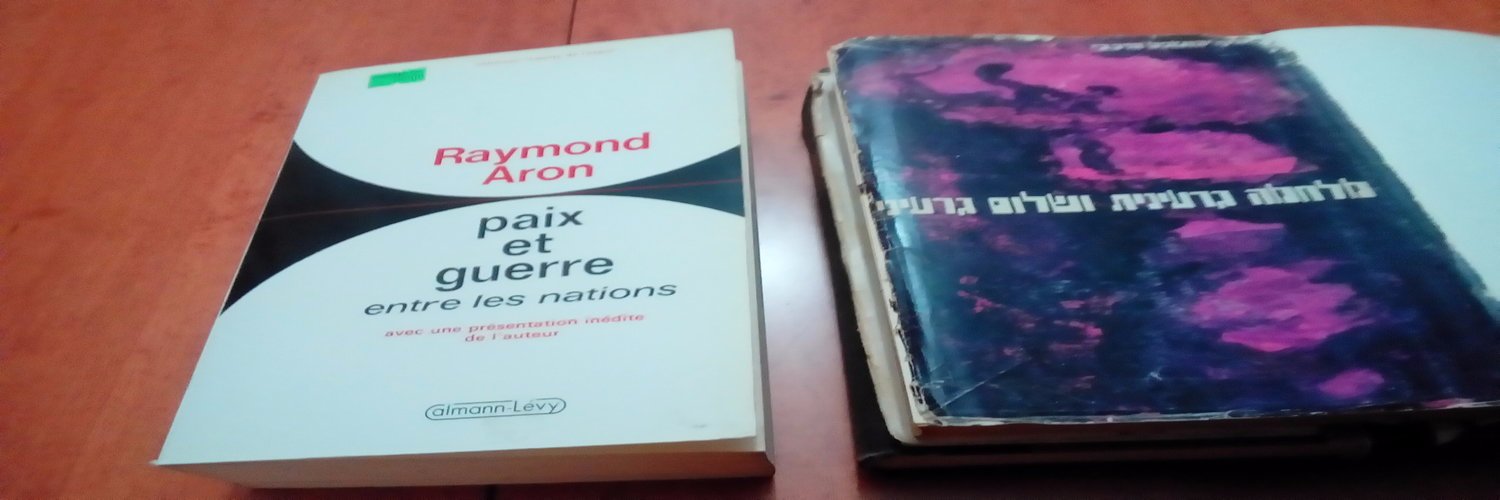 Raymond
Aron
paix
et
guerre
entre les nations
avec une présentation inédite
de l'auteur
Calmann-Lévy
מלחמה גרעינית ושלום גרעיני